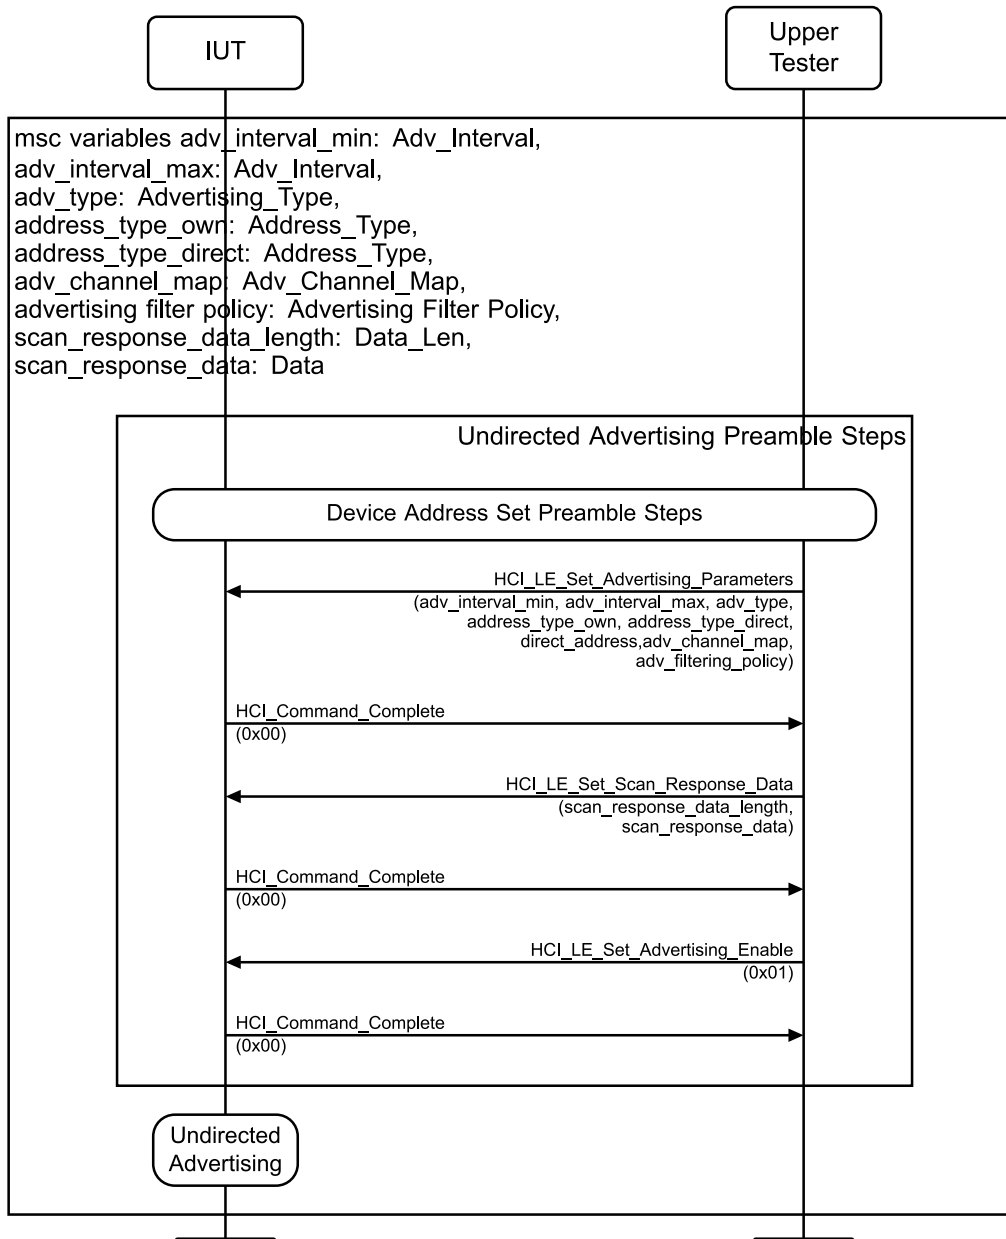 IUT
Upper
Tester
msc variables adv_interval_min: Adv_Interval,
adv_interval_max: Adv_Interval,
adv_type: Advertising_Type,
address_type_own: Address_Type,
address_type_direct: Address_Type,
adv_channel_map: Adv_Channel_Map,
advertising filter policy: Advertising Filter Policy,
scan_response_data_length: Data_Len,
scan_response_data: Data
Undirected Advertising Preamble Steps
Device Address Set Preamble Steps
HCI_LE_Set_Advertising_Parameters
(adv_interval_min, adv_interval_max, adv_type,
address_type_own, address_type_direct,
direct_address,adv_channel_map,
adv_filtering_policy)
HCI_Command_Complete
(0x00)
HCI_LE_Set_Scan_Response_Data
(scan_response_data_length,
scan_response_data)
HCI_Command_Complete
(0x00)
HCI_LE_Set_Advertising_Enable
(0x01)
HCI_Command_Complete
(0x00)
Undirected
Advertising